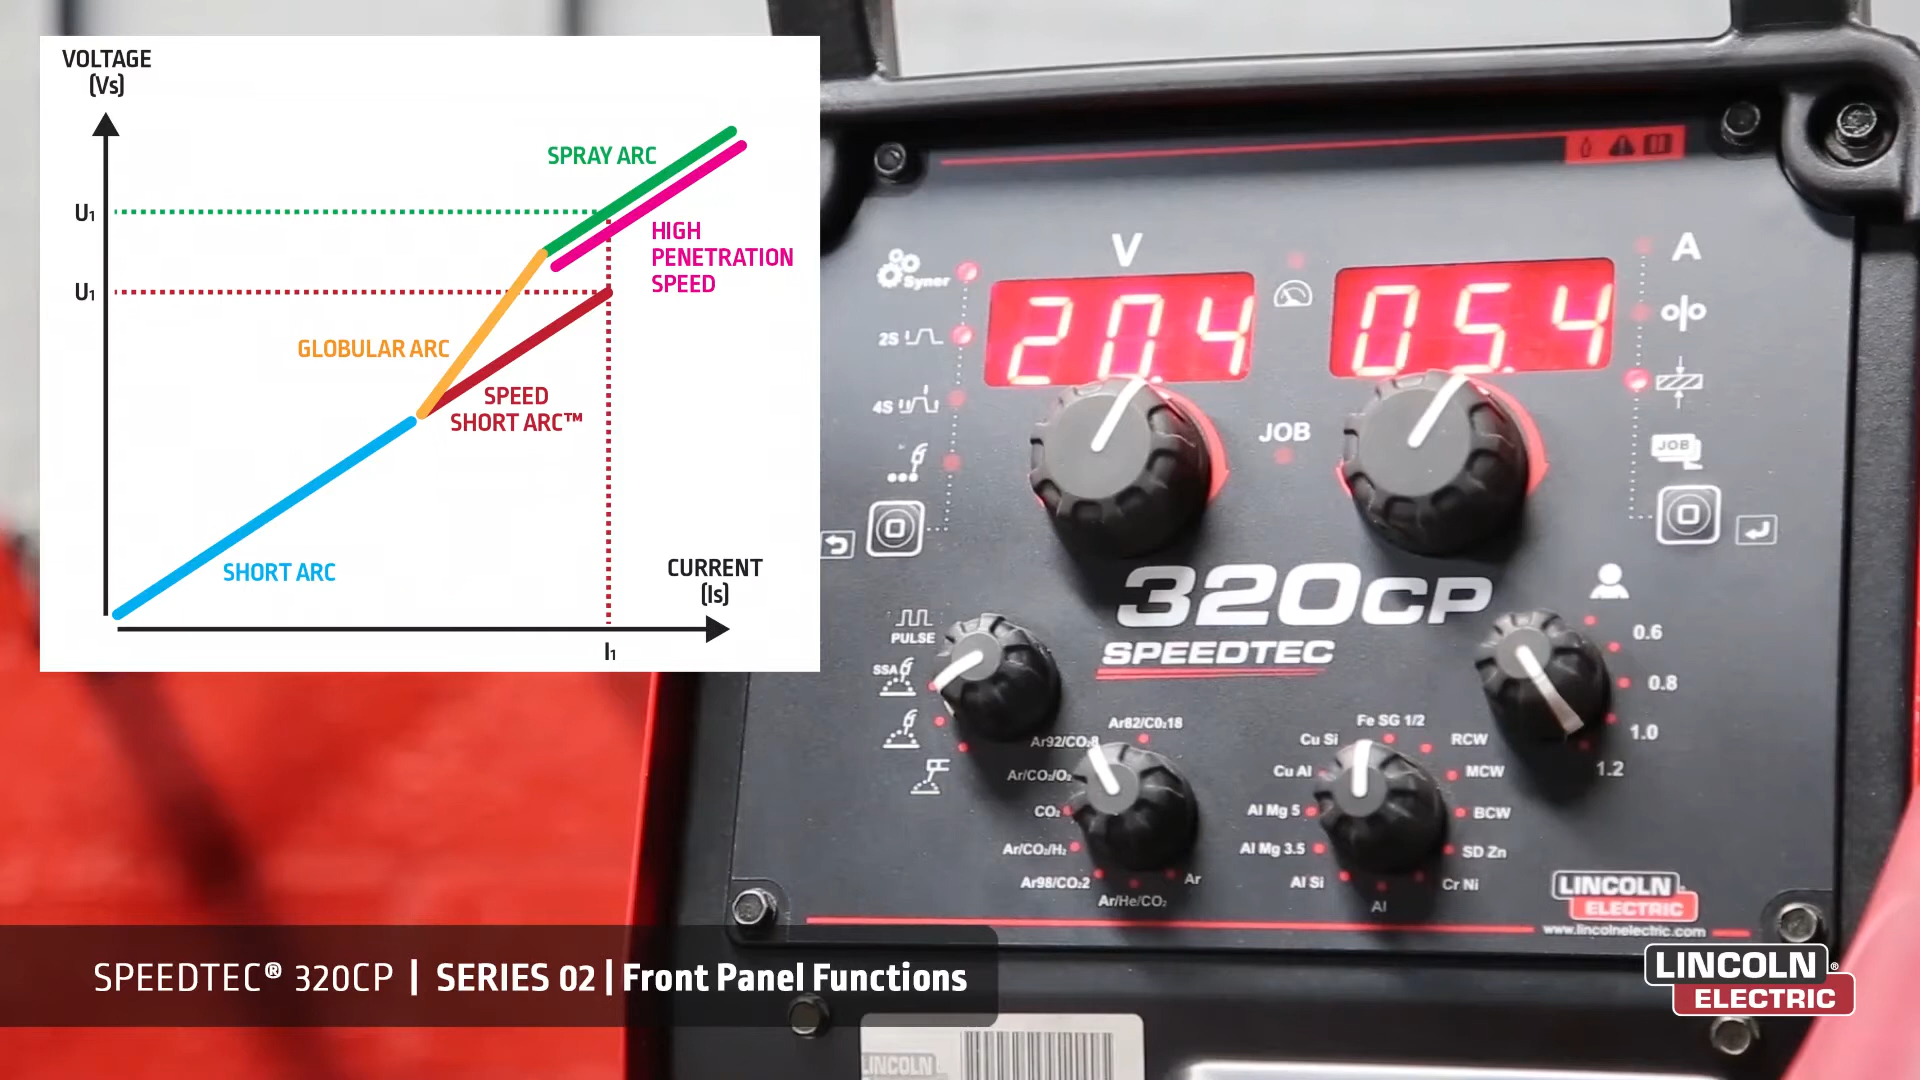 VOLTAGE
(Vs)
SPRAY ARC
U1
HIGH
PENETRATION
SPEED
U1
GLOBULAR ARC
SPEED
SHORT ARC™
SHORT ARC
CURRENT
(Is)
I1
V
A
Syner
20.4
05.4
2S
4S
JOB
JOB
320CP
SPEEDTEC
PULSE
SSA
0.6
0.8
1.0
1.2
Ar82/CO₂18
Ar92/CO₂8
Ar/CO₂/O₂
CO₂
Ar/CO₂/H₂
Ar98/CO₂2
Ar/He/CO₂
Ar
Fe SG 1/2
Cu Si
RCW
Cu Al
MCW
Al Mg 5
BCW
Al Mg 3.5
SD Zn
Al Si
Cr Ni
Al
LINCOLN
ELECTRIC
www.lincolnelectric.com
SPEEDTEC® 320CP | SERIES 02 | Front Panel Functions
LINCOLN®
ELECTRIC
LINCOLN